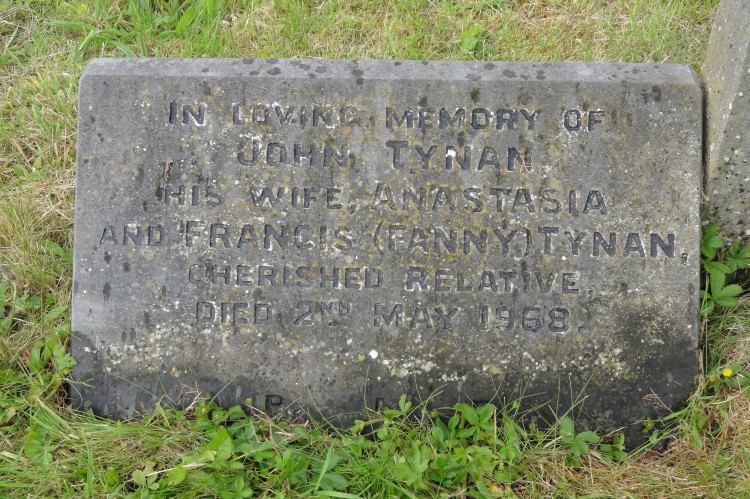 IN LOVING MEMORY OF
JOHN TYNAN
HIS WIFE, ANASTASIA
AND FRANCIS (FANNY) TYNAN,
CHERISHED RELATIVE.
DIED 2ND MAY 1968.